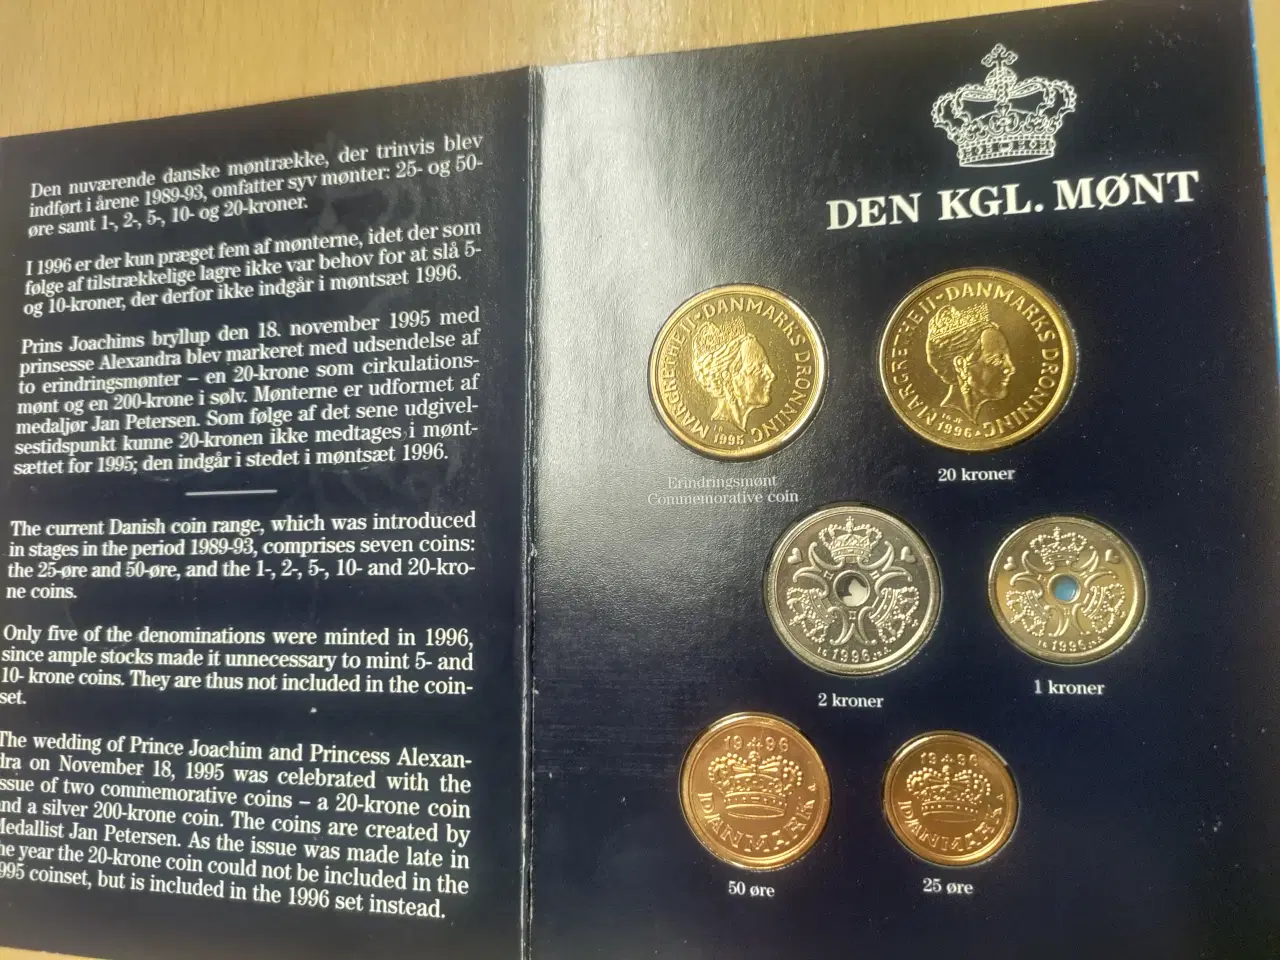 Den nuværende danske møntrække, der trinvis blev
indført i årene 1989-93, omfatter syv mønter: 25- og 50-
øre samt 1-, 2-, 5-, 10- og 20-kroner.
I 1996 er der kun præget fem af mønterne, idet der som
følge af tilstrækkelige lagre ikke var behov for at slå 5-
og 10-kroner, der derfor ikke indgår i møntsæt 1996.
Prins Joachims bryllup den 18. november 1995 med
prinsesse Alexandra blev markeret med udsendelse af
to erindringsmønter – en 20-krone som cirkulations-
mønt og en 200-krone i sølv. Mønterne er udformet af
medaljør Jan Petersen. Som følge af det sene udgivel-
sestidspunkt kunne 20-kronen ikke medtages i mønt-
sættet for 1995; den indgår i stedet i møntsæt 1996.
The current Danish coin range, which was introduced
in stages in the period 1989-93, comprises seven coins:
the 25-øre and 50-øre, and the 1-, 2-, 5-, 10- and 20-kro-
ne coins.
Only five of the denominations were minted in 1996,
since ample stocks made it unnecessary to mint 5- and
10- krone coins. They are thus not included in the coin-
set.
The wedding of Prince Joachim and Princess Alexan-
dra on November 18, 1995 was celebrated with the
issue of two commemorative coins – a 20-krone coin
and a silver 200-krone coin. The coins are created by
Medallist Jan Petersen. As the issue was made late in
the year the 20-krone coin could not be included in the
1995 coinset, but is included in the 1996 set instead.
DEN KGL. MØNT
MARGRETHE II · DANMARKS DRONNING
1995
Erindringsmønt
Commemorative coin
MARGRETHE II · DANMARKS DRONNING
1996
20 kroner
1996
2 kroner
1996
1 kroner
19 96
DANMARK
50 øre
19 96
DANMARK
25 øre